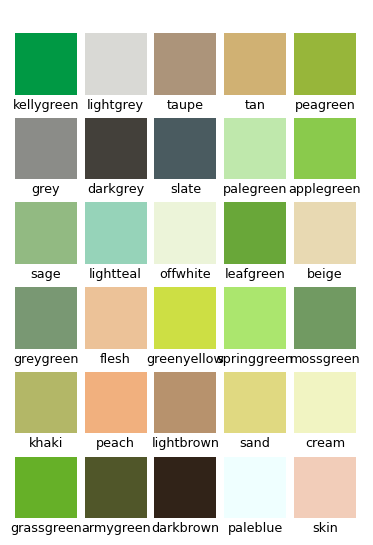 kellygreen lightgrey taupe tan peagreen
grey darkgrey slate palegreen applegreen
sage lightteal offwhite leafgreen beige
greygreen flesh greenyellow springgreen mossgreen
khaki peach lightbrown sand cream
grassgreen armygreen darkbrown paleblue skin